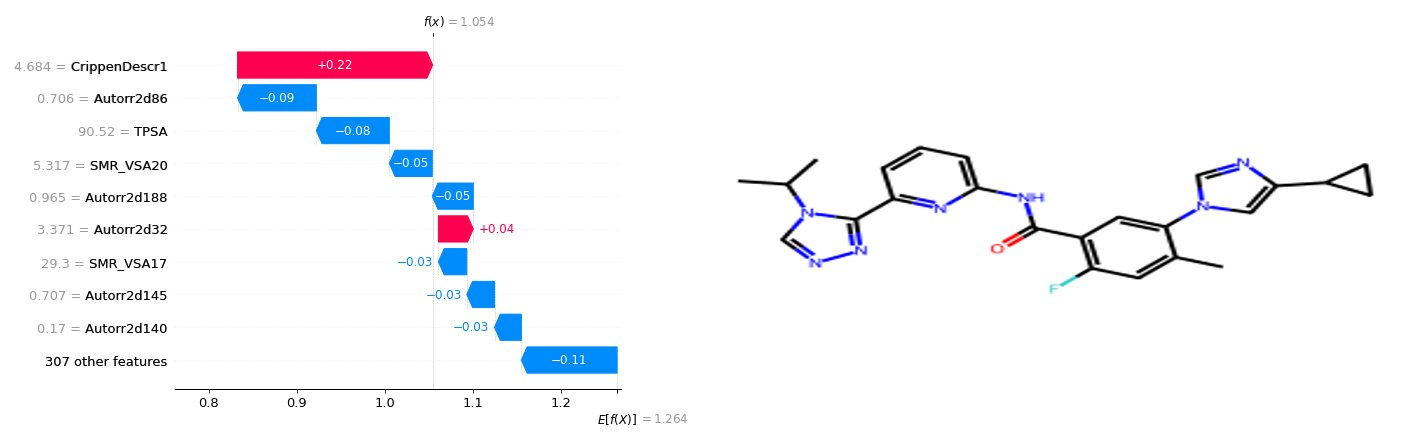 f(x) = 1.054
4.684 = CrippenDescr1
+0.22
0.706 = Autorr2d86
−0.09
90.52 = TPSA
−0.08
5.317 = SMR_VSA20
−0.05
0.965 = Autorr2d188
−0.05
3.371 = Autorr2d32
+0.04
29.3 = SMR_VSA17
−0.03
0.707 = Autorr2d145
−0.03
0.17 = Autorr2d140
−0.03
307 other features
−0.11
0.8 0.9 1.0 1.1 1.2
E[f(X)] = 1.264
N
N
N
N
NH
O
F
N
N